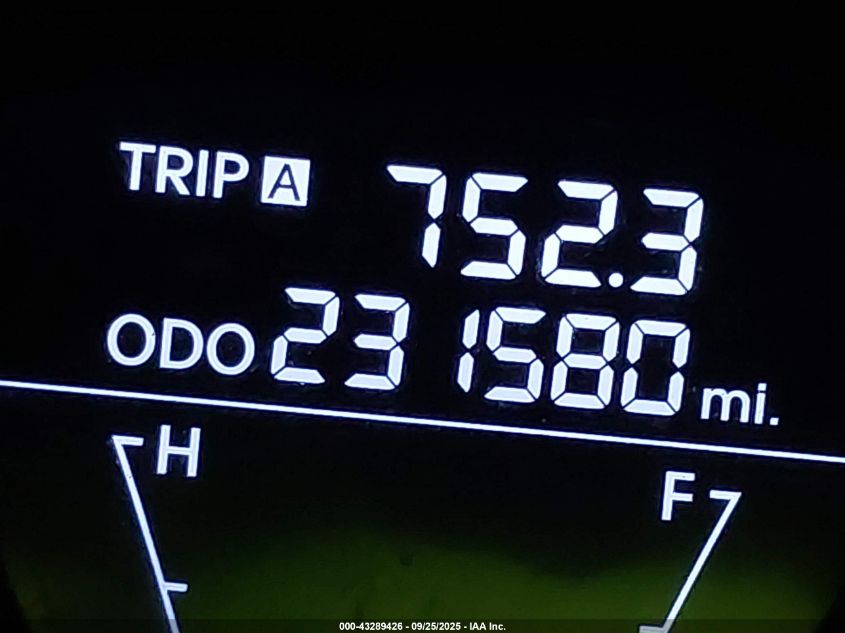 TRIP A 752.3
ODO 231580 mi.
H
F
000-43289426 - 09/25/2025 - IAA Inc.